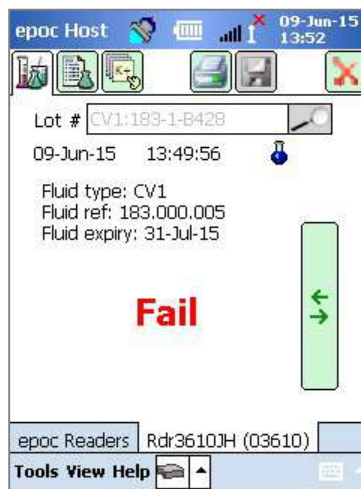 epoc Host
09-Jun-15
13:52
Lot # CV1:183-1-B428
09-Jun-15 13:49:56
Fluid type: CV1
Fluid ref: 183.000.005
Fluid expiry: 31-Jul-15
Fail
epoc Readers Rdr3610JH (03610)
Tools View Help